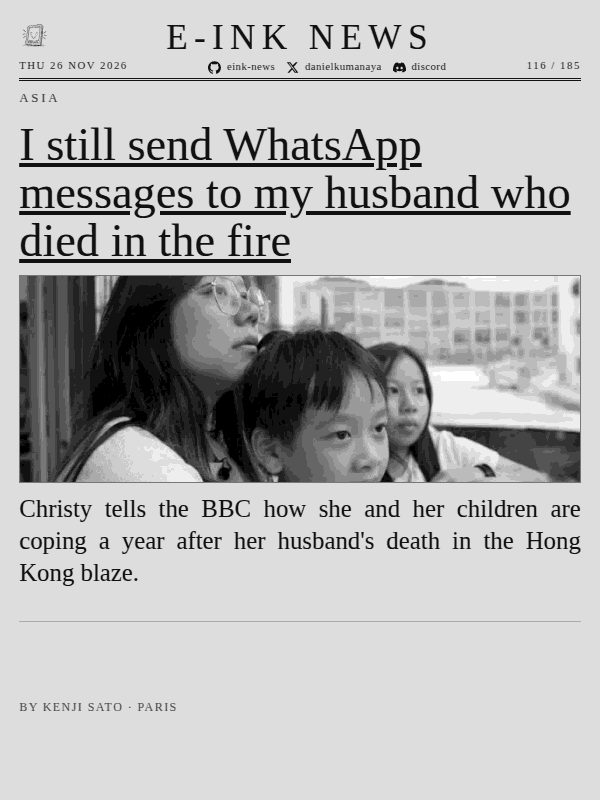 E-INK NEWS
THU 26 NOV 2026
eink-news danielkumanaya discord
116 / 185
ASIA
I still send WhatsApp
messages to my husband who
died in the fire
Christy tells the BBC how she and her children are
coping a year after her husband's death in the Hong
Kong blaze.
BY KENJI SATO · PARIS